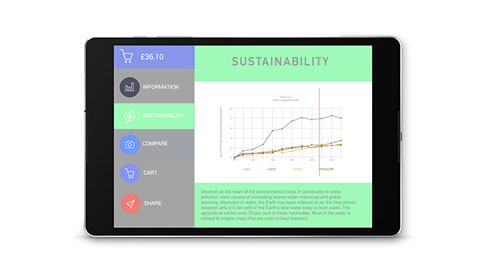 £36.10
SUSTAINABILITY
INFORMATION
SUSTAINABILITY
COMPARE
CART
SHARE
Deemed as the heart of the environmental crisis. A contributes to water
pollution, most causes of increasing scarce water resources and global
warming. Abundant in water, the Earth has been referred to as 'the blue planet',
however only 2.5 per cent of the Earth's total water body is fresh water. The
agricultural sector uses 70 per cent of those freshwater. Most of the water is
utilised to irrigate crops that are used to feed livestock.